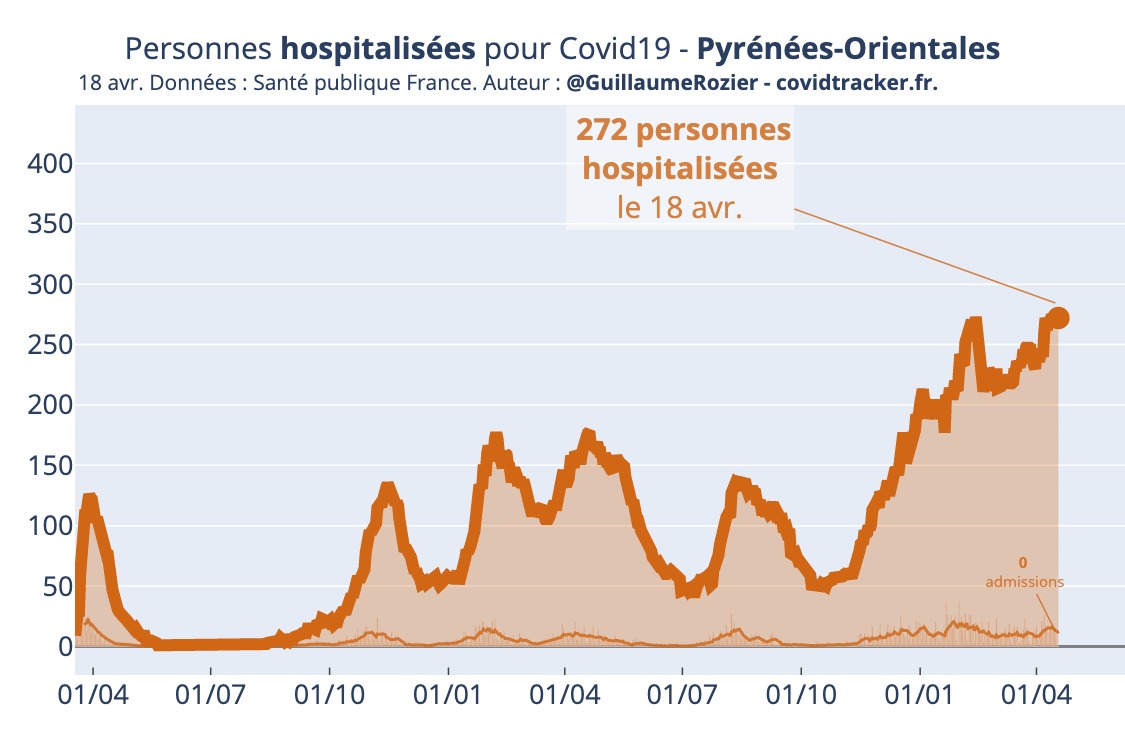 Personnes hospitalisées pour Covid19 - Pyrénées-Orientales
18 avr. Données : Santé publique France. Auteur : @GuillaumeRozier - covidtracker.fr.
272 personnes
hospitalisées
le 18 avr.
400
350
300
250
200
150
100
50
0
0
admissions
01/04 01/07 01/10 01/01 01/04 01/07 01/10 01/01 01/04